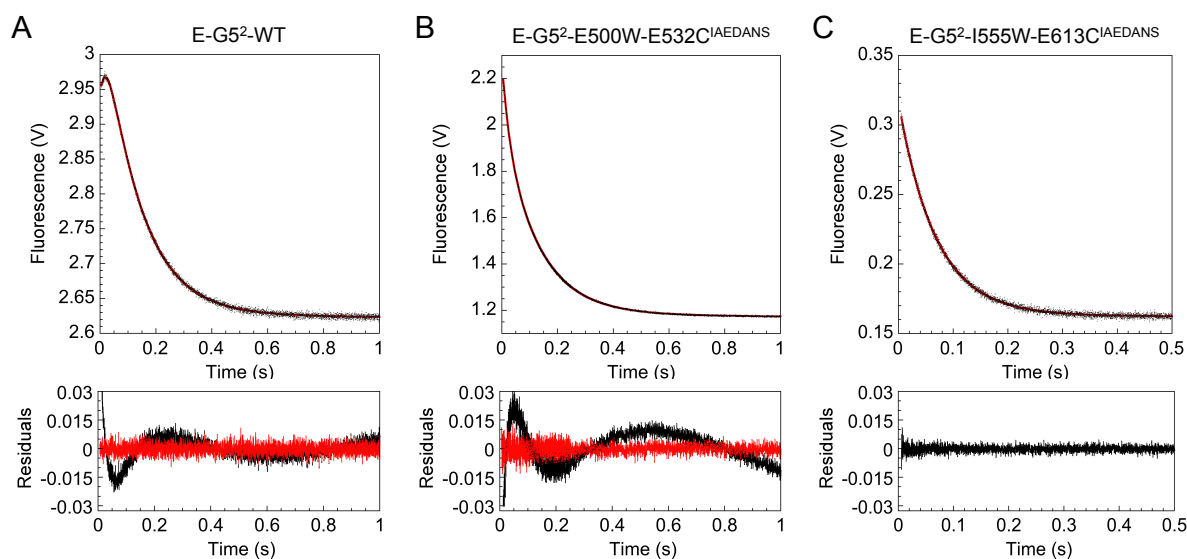 A
E-G5²-WT
3
2.95
2.9
2.85
2.8
2.75
2.7
2.65
2.6
Fluorescence (V)
0 0.2 0.4 0.6 0.8 1
Time (s)
0.03
0.015
0
-0.015
-0.03
Residuals
0 0.2 0.4 0.6 0.8 1
Time (s)
B
E-G5²-E500W-E532C^IAEDANS
2.2
2
1.8
1.6
1.4
1.2
Fluorescence (V)
0 0.2 0.4 0.6 0.8 1
Time (s)
0.03
0.015
0
-0.015
-0.03
Residuals
0 0.2 0.4 0.6 0.8 1
Time (s)
C
E-G5²-I555W-E613C^IAEDANS
0.35
0.3
0.25
0.2
0.15
Fluorescence (V)
0 0.1 0.2 0.3 0.4 0.5
Time (s)
0.03
0.015
0
-0.015
-0.03
Residuals
0 0.1 0.2 0.3 0.4 0.5
Time (s)